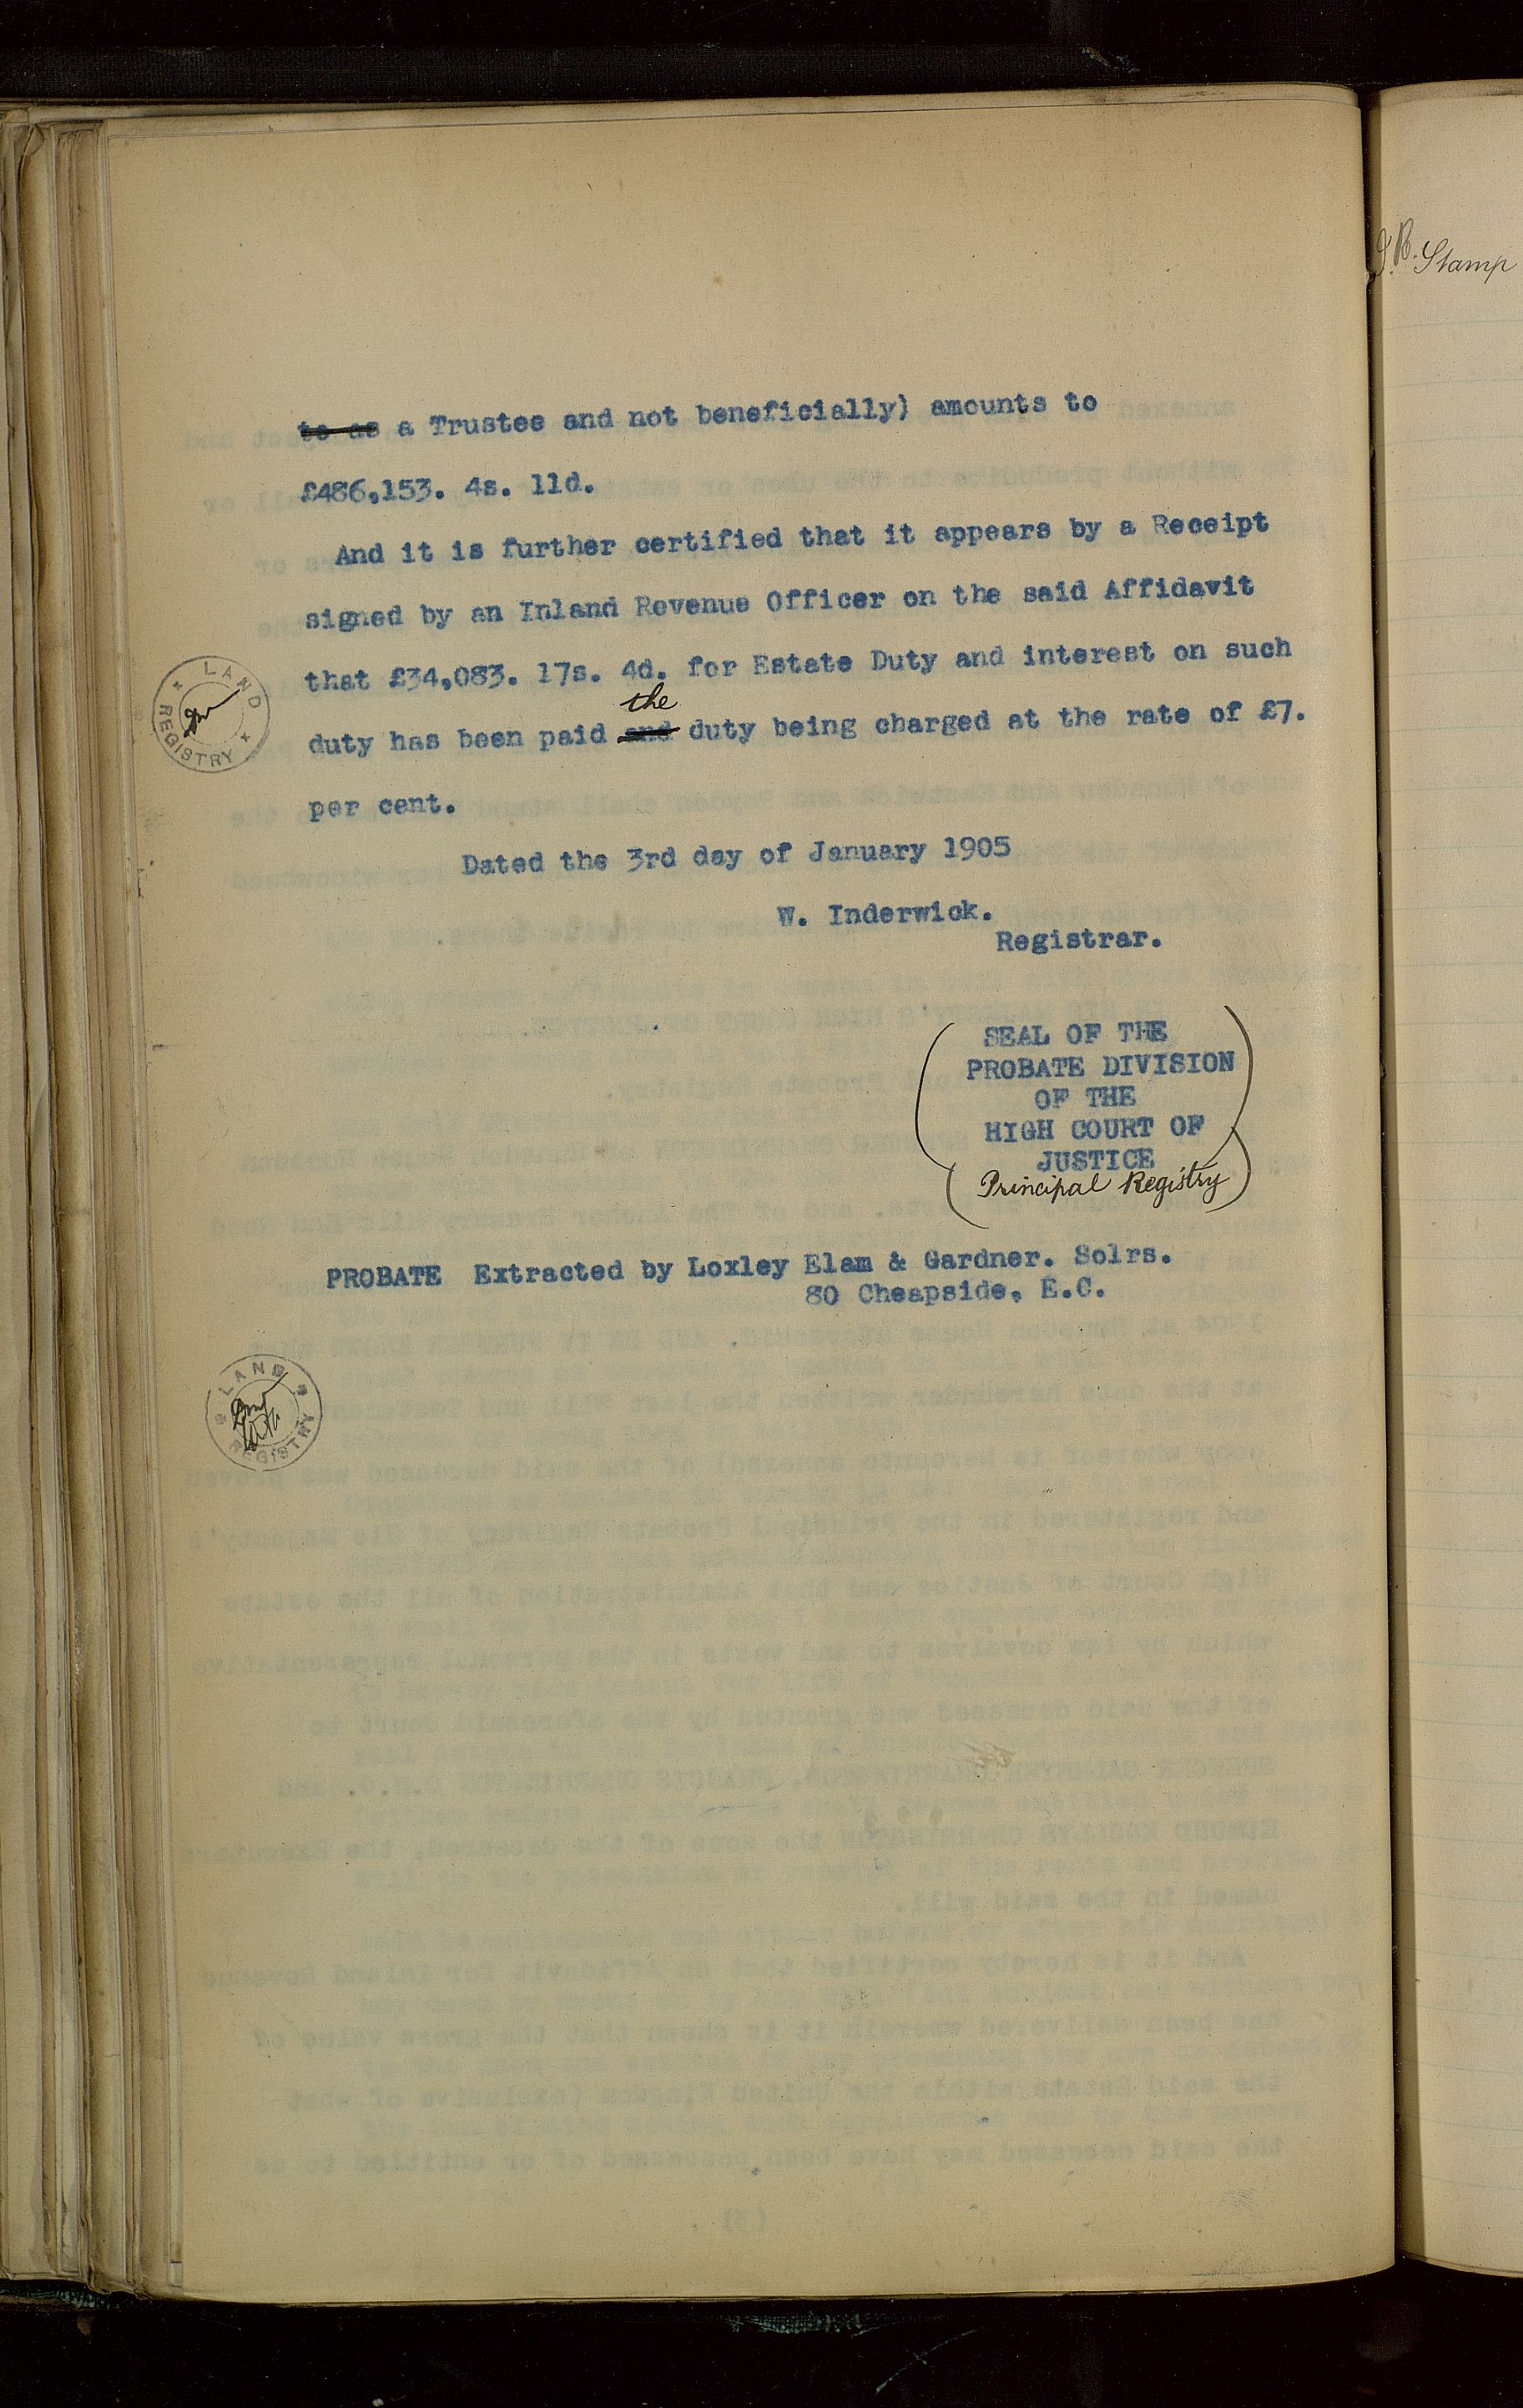 to as a Trustee and not beneficially) amounts to
£486,153. 4s. 11d.
And it is further certified that it appears by a Receipt
signed by an Inland Revenue Officer on the said Affidavit
that £34,083. 17s. 4d. for Estate Duty and interest on such
the
duty has been paid and duty being charged at the rate of £7.
per cent.
Dated the 3rd day of January 1905
W. Inderwick.
Registrar.
SEAL OF THE
PROBATE DIVISION
OF THE
HIGH COURT OF
JUSTICE
(Principal Registry)
PROBATE Extracted by Loxley Elam & Gardner. Solrs.
80 Cheapside, E.C.
LAND REGISTRY
LAND REGISTRY
Stamp